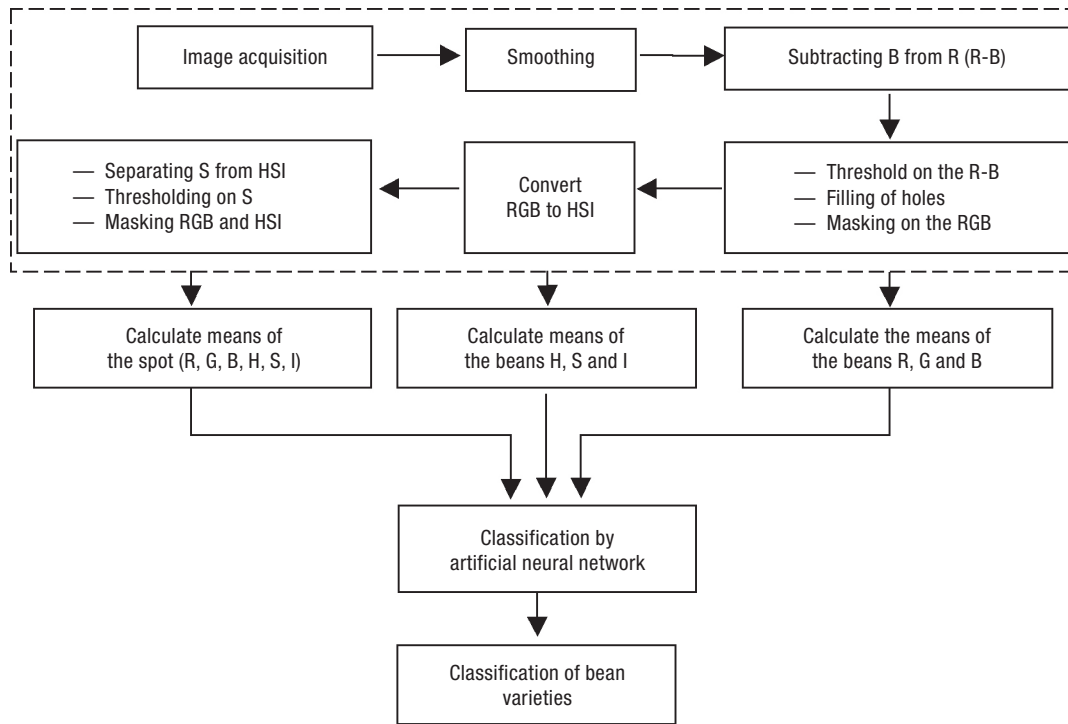 Image acquisition
Smoothing
Subtracting B from R (R-B)
— Separating S from HSI
— Thresholding on S
— Masking RGB and HSI
Convert
RGB to HSI
— Threshold on the R-B
— Filling of holes
— Masking on the RGB
Calculate means of
the spot (R, G, B, H, S, I)
Calculate means of
the beans H, S and I
Calculate the means of
the beans R, G and B
Classification by
artificial neural network
Classification of bean
varieties